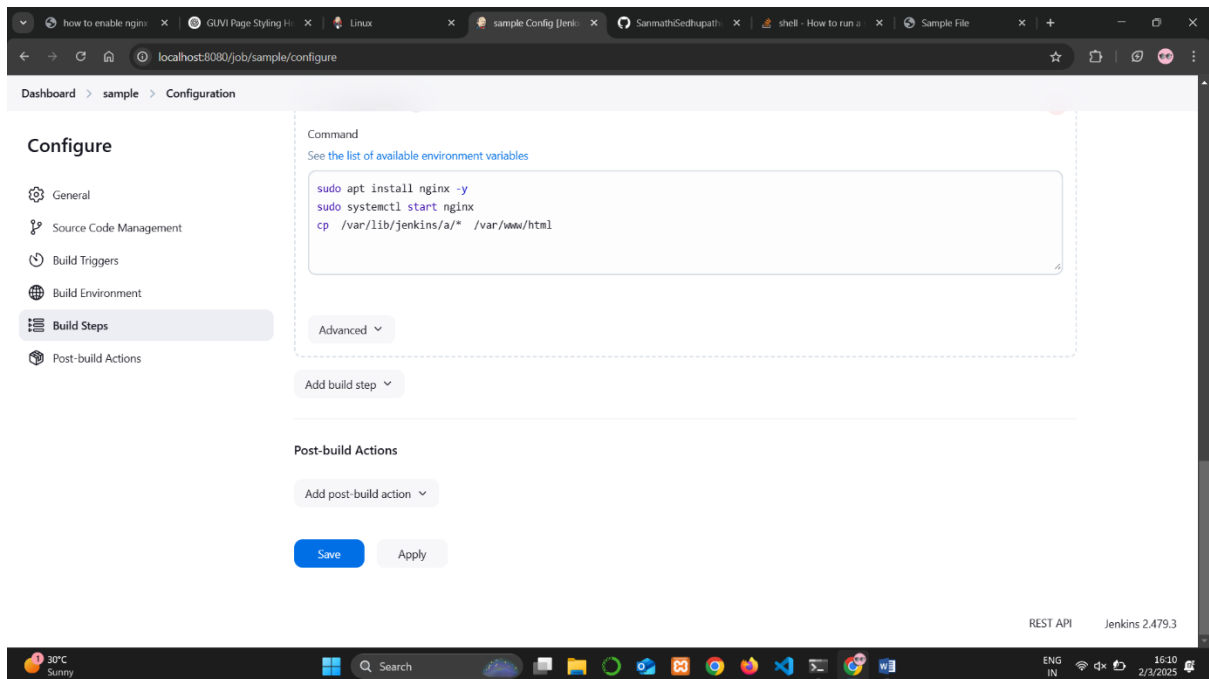 how to enable nginx
GUVI Page Styling H
Linux
sample Config [Jenki
SanmathiSedhupath
shell - How to run a
Sample File
localhost:8080/job/sample/configure
Dashboard > sample > Configuration
Configure
General
Source Code Management
Build Triggers
Build Environment
Build Steps
Post-build Actions
Command
See the list of available environment variables
sudo apt install nginx -y
sudo systemctl start nginx
cp  /var/lib/jenkins/a/*  /var/www/html
Advanced
Add build step
Post-build Actions
Add post-build action
Save
Apply
REST API
Jenkins 2.479.3
1
30°C
Sunny
Search
ENG
IN
16:10
2/3/2025